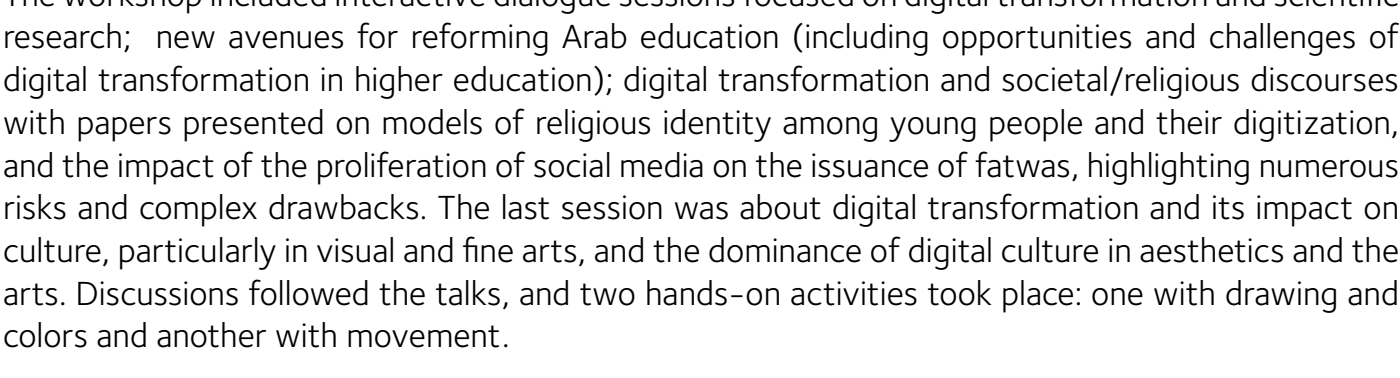 The workshop included interactive dialogue sessions focused on digital transformation and scientific
research;  new avenues for reforming Arab education (including opportunities and challenges of
digital transformation in higher education); digital transformation and societal/religious discourses
with papers presented on models of religious identity among young people and their digitization,
and the impact of the proliferation of social media on the issuance of fatwas, highlighting numerous
risks and complex drawbacks. The last session was about digital transformation and its impact on
culture, particularly in visual and fine arts, and the dominance of digital culture in aesthetics and the
arts. Discussions followed the talks, and two hands-on activities took place: one with drawing and
colors and another with movement.